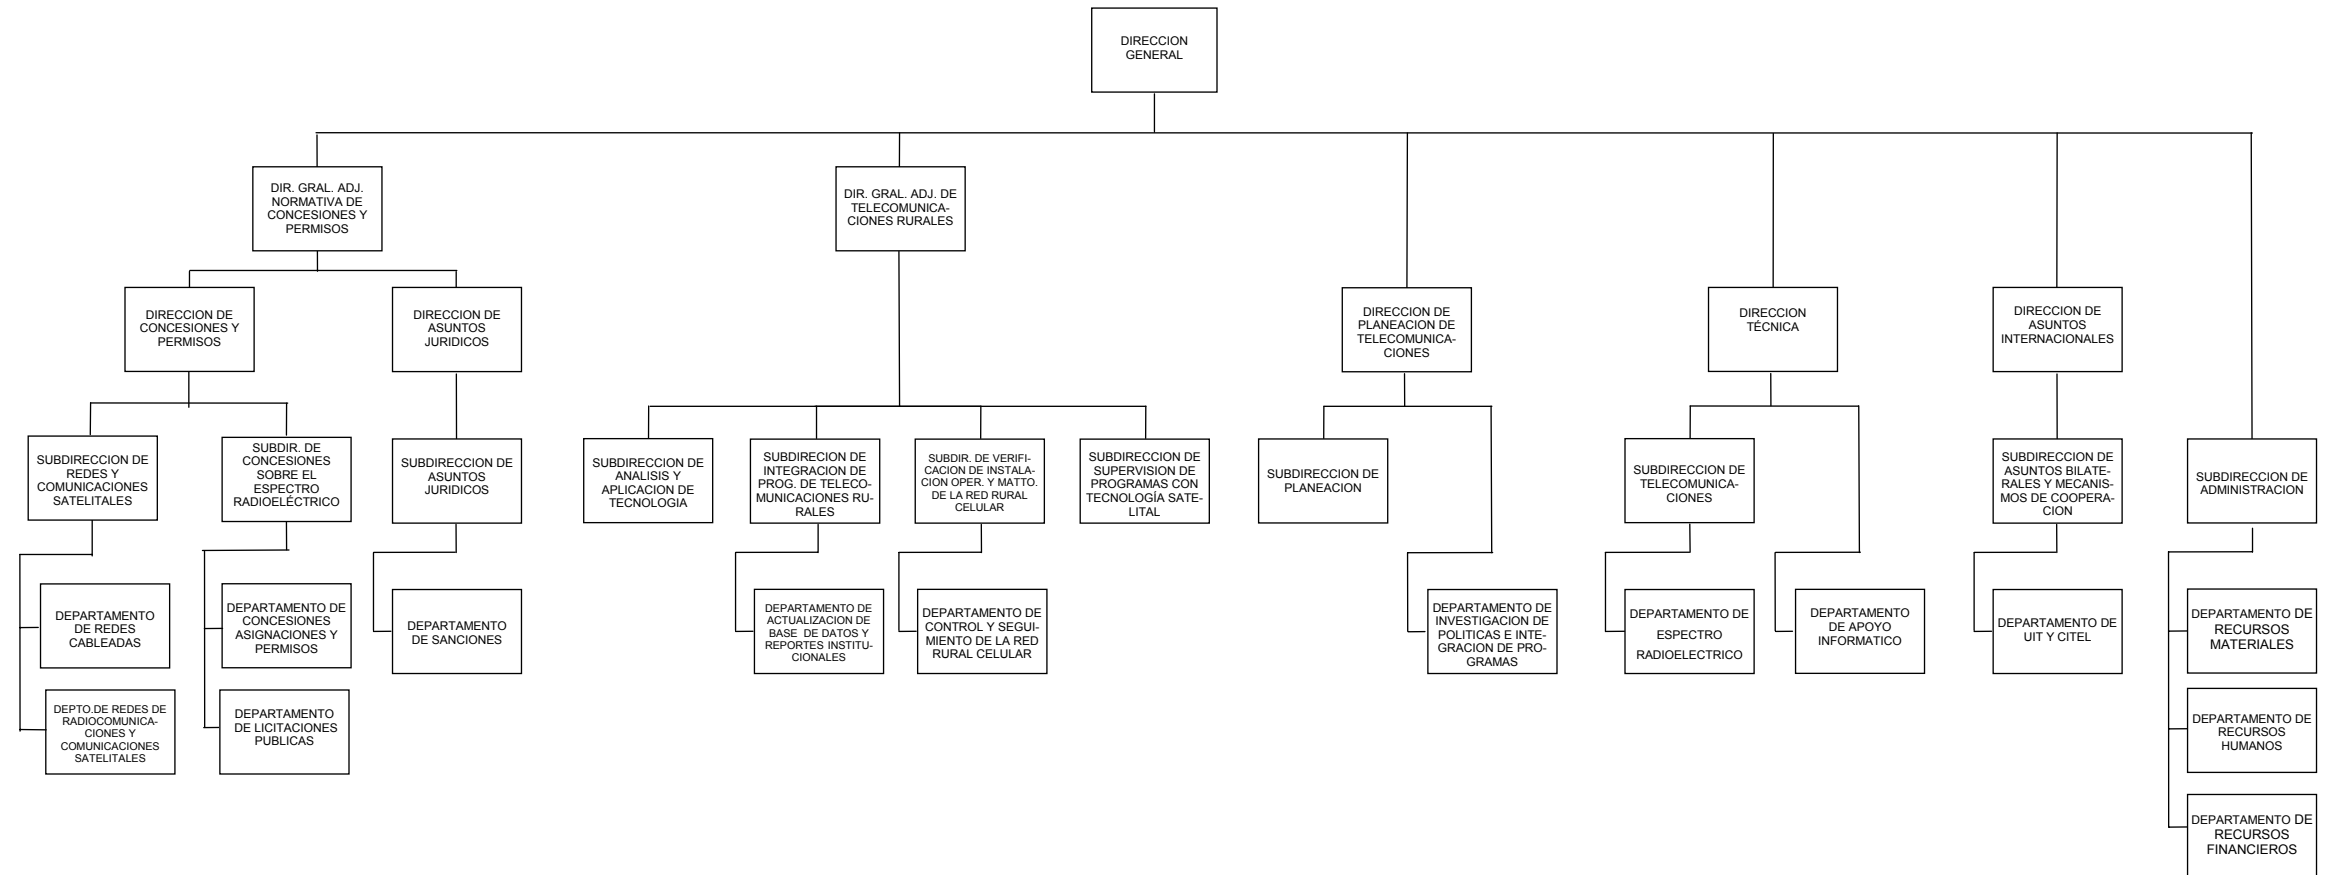 DIRECCION
GENERAL
DIR. GRAL. ADJ.
NORMATIVA DE
CONCESIONES Y
PERMISOS
DIR. GRAL. ADJ. DE
TELECOMUNICA-
CIONES RURALES
DIRECCION DE
CONCESIONES Y
PERMISOS
DIRECCION DE
ASUNTOS
JURIDICOS
DIRECCION DE
PLANEACION DE
TELECOMUNICA-
CIONES
DIRECCION
TÉCNICA
DIRECCION DE
ASUNTOS
INTERNACIONALES
SUBDIRECCION DE
REDES Y
COMUNICACIONES
SATELITALES
SUBDIR. DE
CONCESIONES
SOBRE EL
ESPECTRO
RADIOELÉCTRICO
SUBDIRECCION DE
ASUNTOS
JURIDICOS
SUBDIRECCION DE
ANALISIS Y
APLICACION DE
TECNOLOGIA
SUBDIRECION DE
INTEGRACION DE
PROG. DE TELECO-
MUNICACIONES RU-
RALES
SUBDIR. DE VERIFI-
CACION DE INSTALA-
CION OPER. Y MATTO.
DE LA RED RURAL
CELULAR
SUBDIRECCION DE
SUPERVISION DE
PROGRAMAS CON
TECNOLOGÍA SATE-
LITAL
SUBDIRECCION DE
PLANEACION
SUBDIRECCION DE
TELECOMUNICA-
CIONES
SUBDIRECCION DE
ASUNTOS BILATE-
RALES Y MECANIS-
MOS DE COOPERA-
CION
SUBDIRECCION DE
ADMINISTRACION
DEPARTAMENTO
DE REDES
CABLEADAS
DEPARTAMENTO DE
CONCESIONES
ASIGNACIONES Y
PERMISOS
DEPARTAMENTO
DE SANCIONES
DEPARTAMENTO DE
ACTUALIZACION DE
BASE DE DATOS Y
REPORTES INSTITU-
CIONALES
DEPARTAMENTO DE
CONTROL Y SEGUI-
MIENTO DE LA RED
RURAL CELULAR
DEPARTAMENTO DE
INVESTIGACION DE
POLITICAS E INTE-
GRACION DE PRO-
GRAMAS
DEPARTAMENTO DE
ESPECTRO
RADIOELECTRICO
DEPARTAMENTO
DE APOYO
INFORMATICO
DEPARTAMENTO DE
UIT Y CITEL
DEPARTAMENTO DE
RECURSOS
MATERIALES
DEPTO.DE REDES DE
RADIOCOMUNICA-
CIONES Y
COMUNICACIONES
SATELITALES
DEPARTAMENTO
DE LICITACIONES
PUBLICAS
DEPARTAMENTO DE
RECURSOS
HUMANOS
DEPARTAMENTO DE
RECURSOS
FINANCIEROS